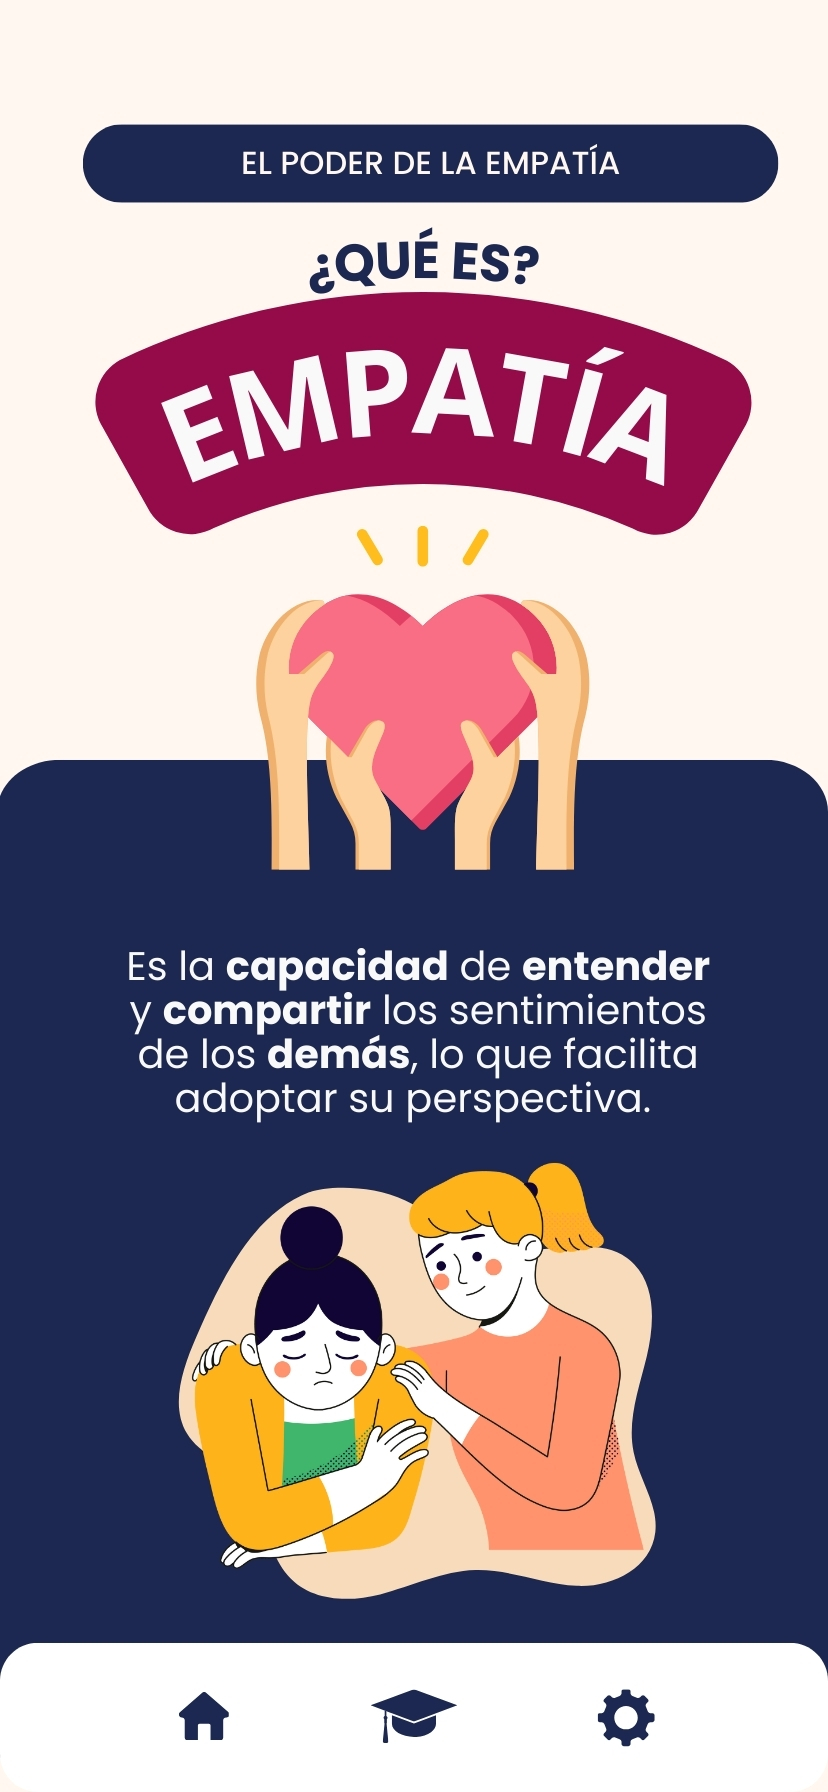 EL PODER DE LA EMPATÍA
¿QUÉ ES?
EMPATÍA
Es la capacidad de entender
y compartir los sentimientos
de los demás, lo que facilita
adoptar su perspectiva.